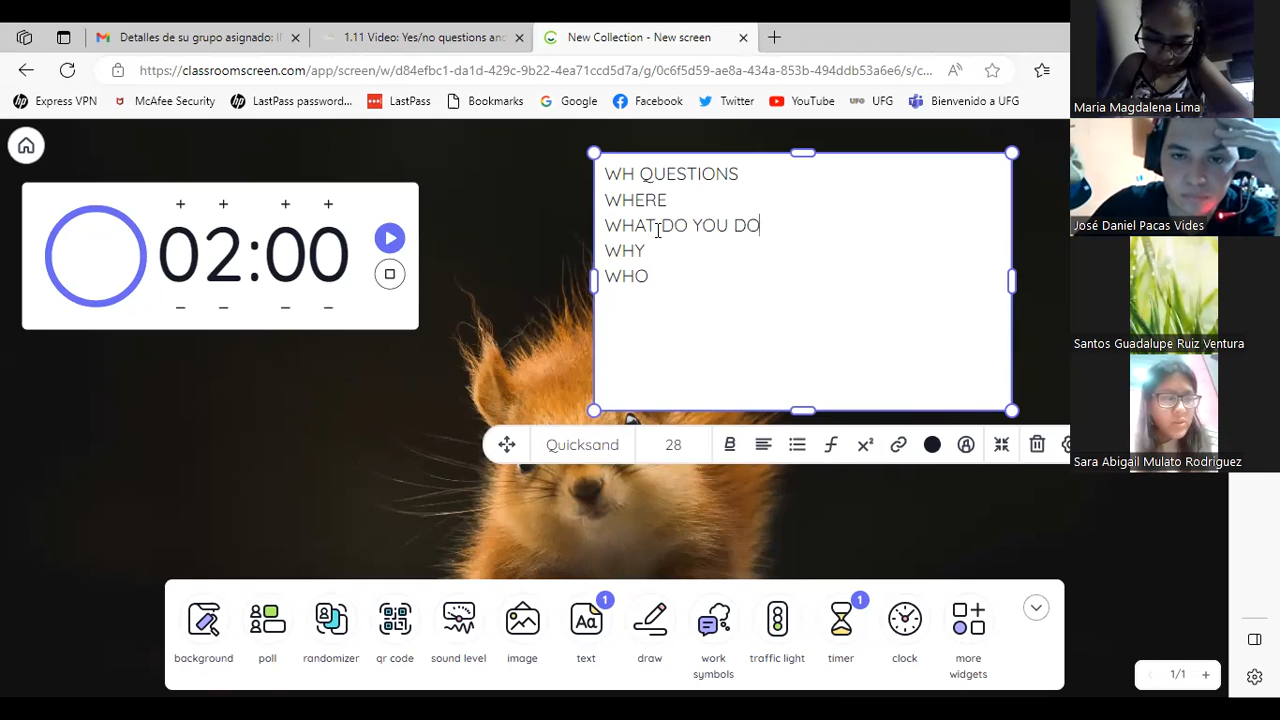 Detalles de su grupo asignado: II
1.11 Video: Yes/no questions and
New Collection - New screen
https://classroomscreen.com/app/screen/w/d84efbc1-da1d-429c-9b22-4ea71ccd5d7a/g/0c6f5d59-ae8a-434a-853b-494ddb53a6e6/s/c...
Express VPN
McAfee Security
LastPass password...
LastPass
Bookmarks
Google
Facebook
Twitter
YouTube
UFG
Bienvenido a UFG
02:00
WH QUESTIONS
WHERE
WHAT DO YOU DO
WHY
WHO
Quicksand
28
Maria Magdalena Lima
José Daniel Pacas Vides
Santos Guadalupe Ruiz Ventura
Sara Abigail Mulato Rodriguez
background
poll
randomizer
qr code
sound level
image
1
text
draw
work symbols
traffic light
1
timer
clock
more widgets
1/1